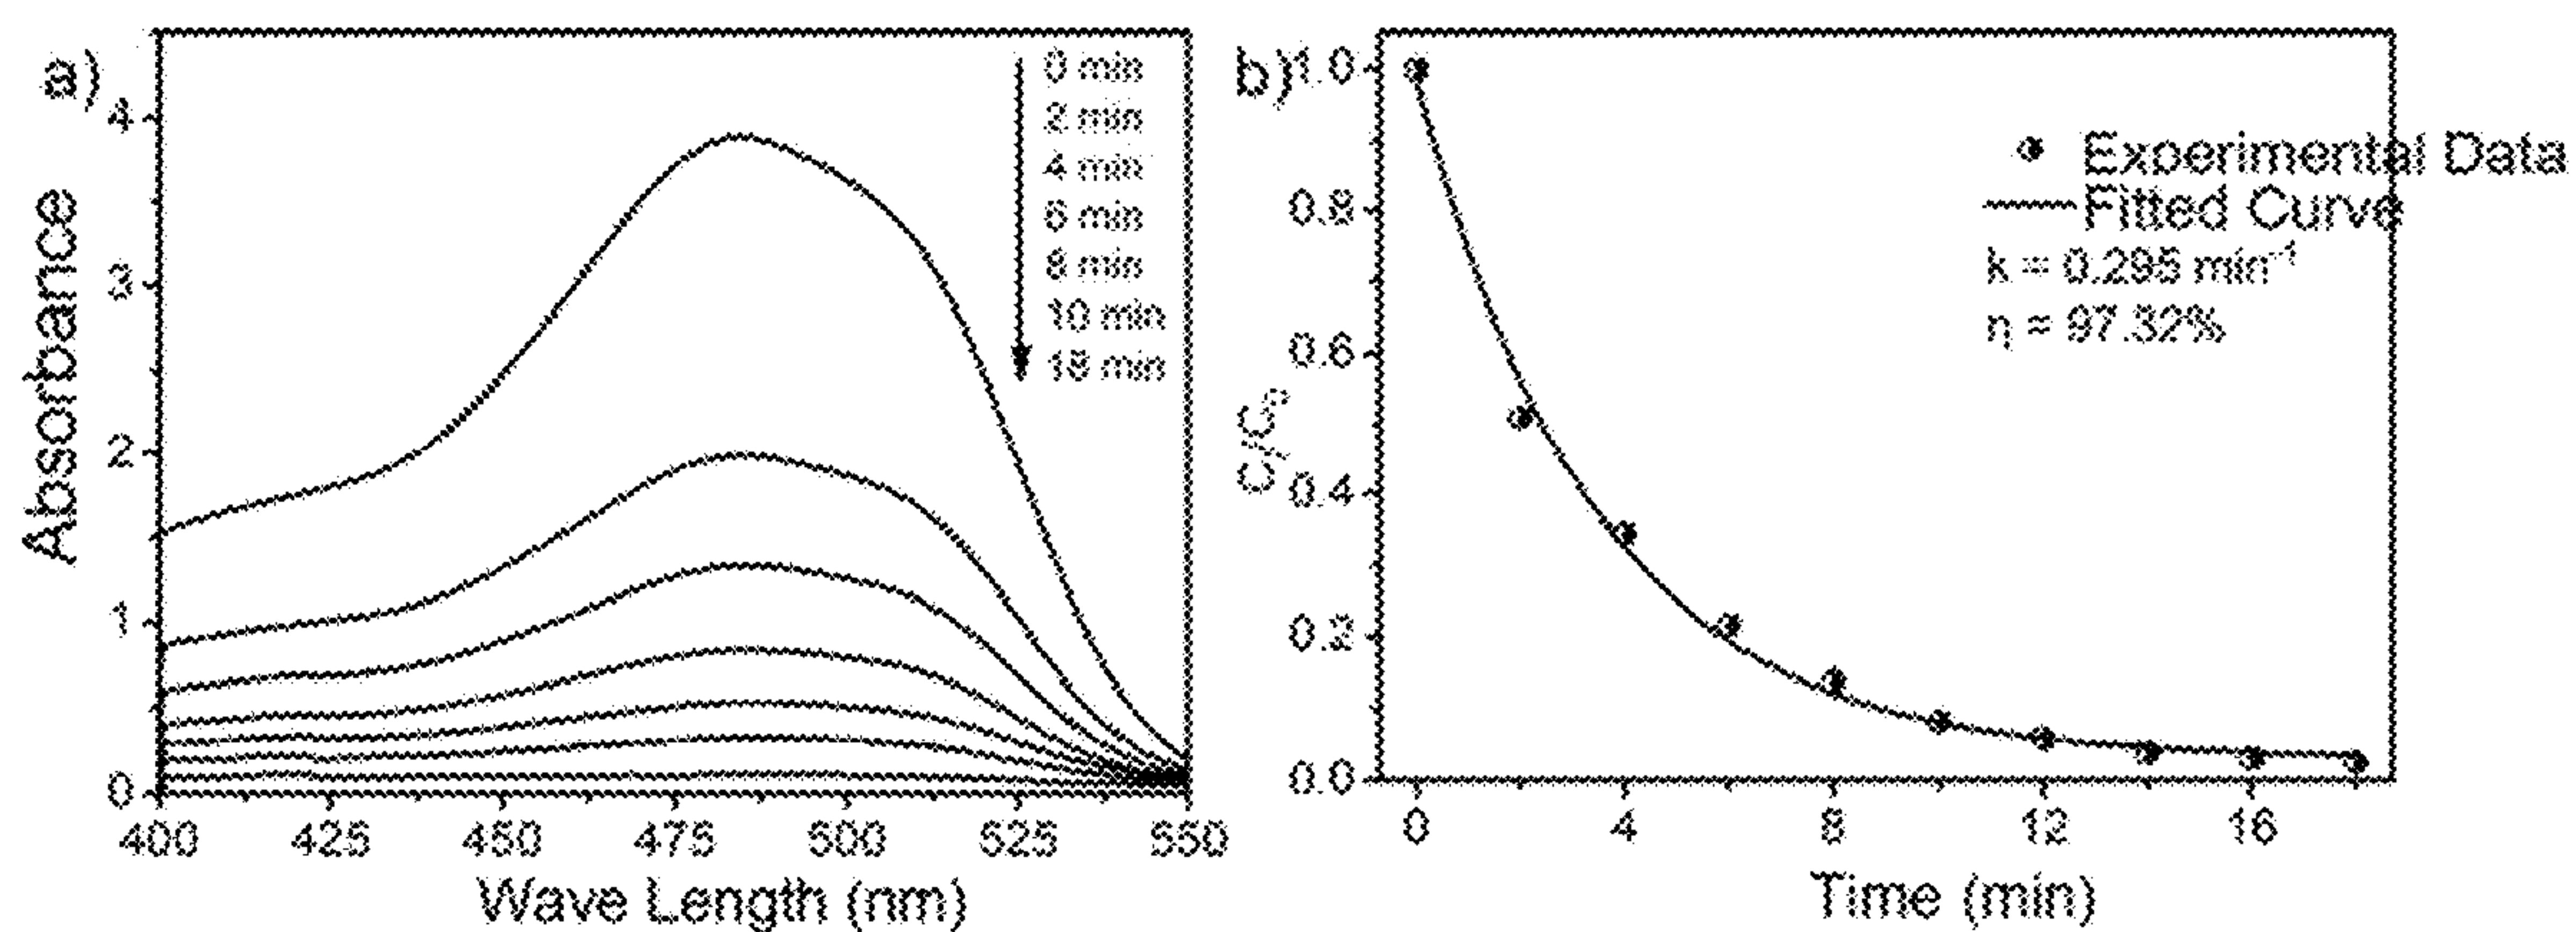 a)
Absorbance
4
3
2
1
0
400 425 450 475 500 525 550
Wave Length (nm)
0 min
2 min
4 min
6 min
8 min
10 min
18 min
b)
C/C₀
1.0
0.8
0.6
0.4
0.2
0.0
0 4 8 12 16
Time (min)
Experimental Data
Fitted Curve
k = 0.295 min⁻¹
η = 97.32%